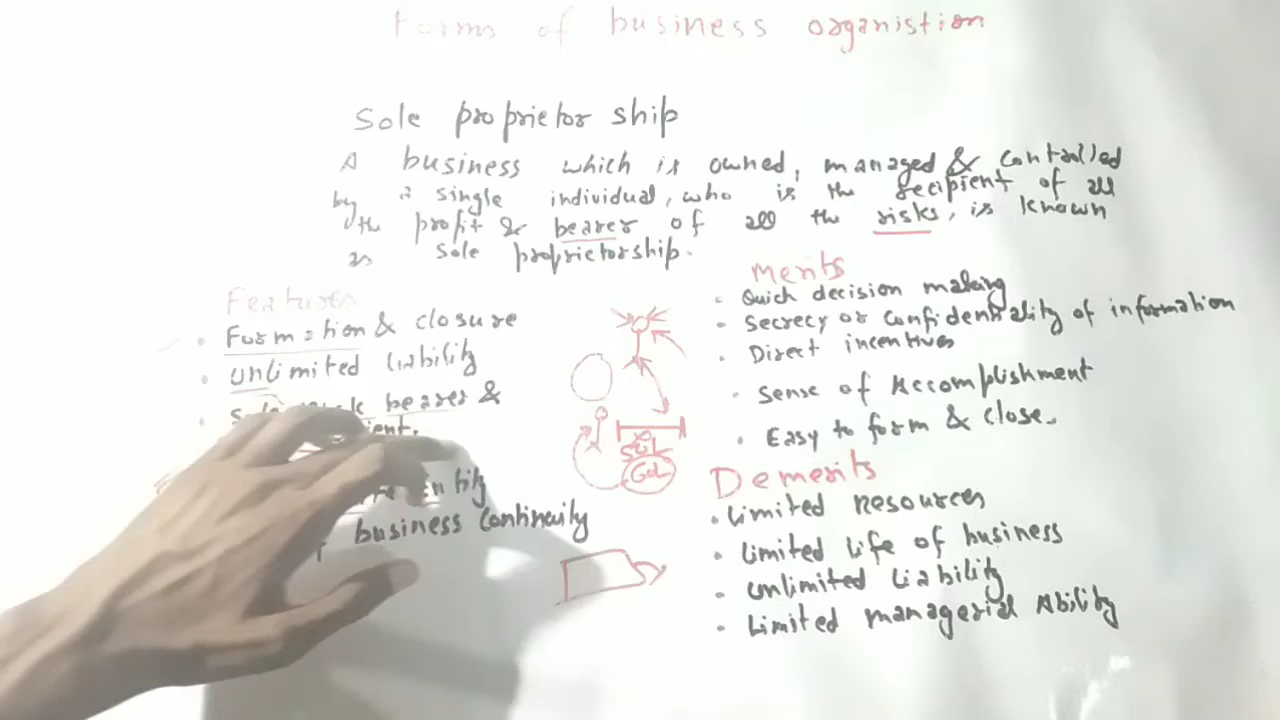 Forms of business organistion
Sole proprietor ship
A business which is owned, managed & controlled
by a single individual, who is the recipient of all
the profit & bearer of all the risks, is known
as sole proprietorship.
Features
• Formation & closure
• Unlimited liability
bearer &
business continuity
Merits
• Quick decision making
• Secrecy or confidentiality of information
• Direct incentives
• Sense of Accomplishment
• Easy to form & close.
Demerits
• Limited Resources
• Limited life of business
• Unlimited liability
• Limited managerial Ability